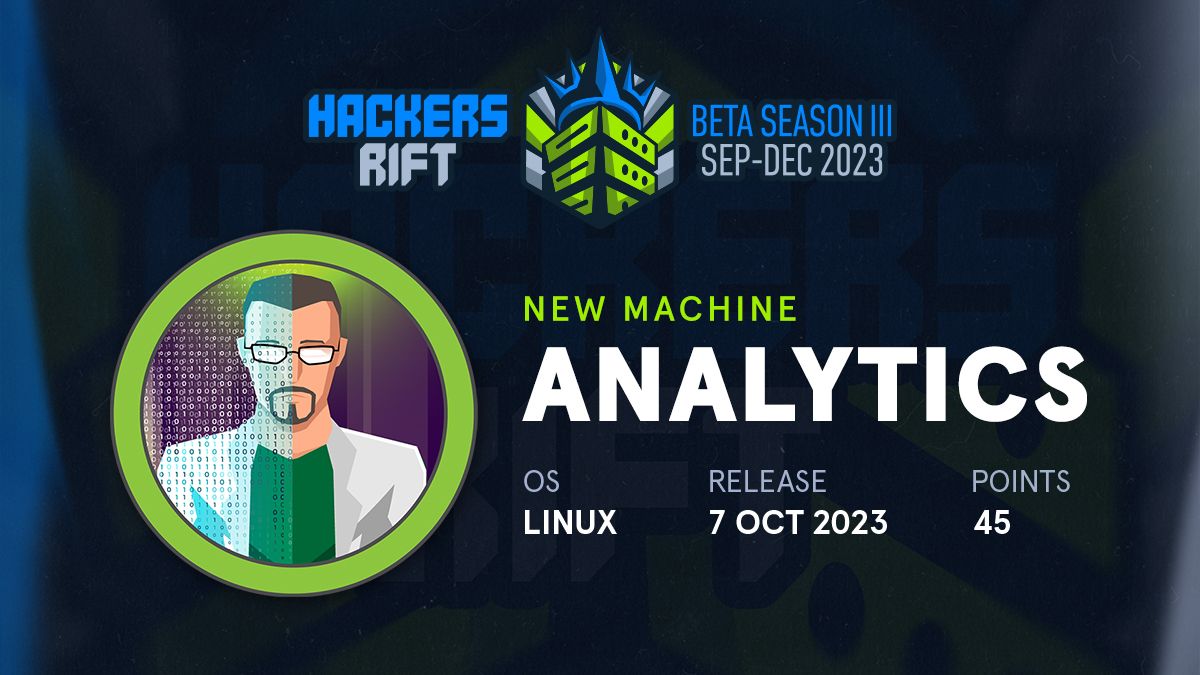 HACKERS
RIFT
BETA SEASON III
SEP-DEC 2023
NEW MACHINE
ANALYTICS
OS
RELEASE
POINTS
LINUX
7 OCT 2023
45